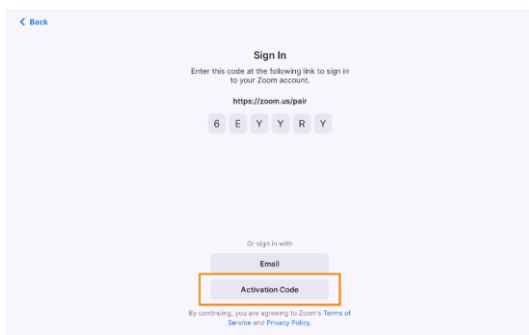 Back
Sign In
Enter this code at the following link to sign in
to your Zoom account.
https://zoom.us/pair
6 E Y Y R Y
Or sign in with
Email
Activation Code
By continuing, you are agreeing to Zoom's Terms of
Service and Privacy Policy.